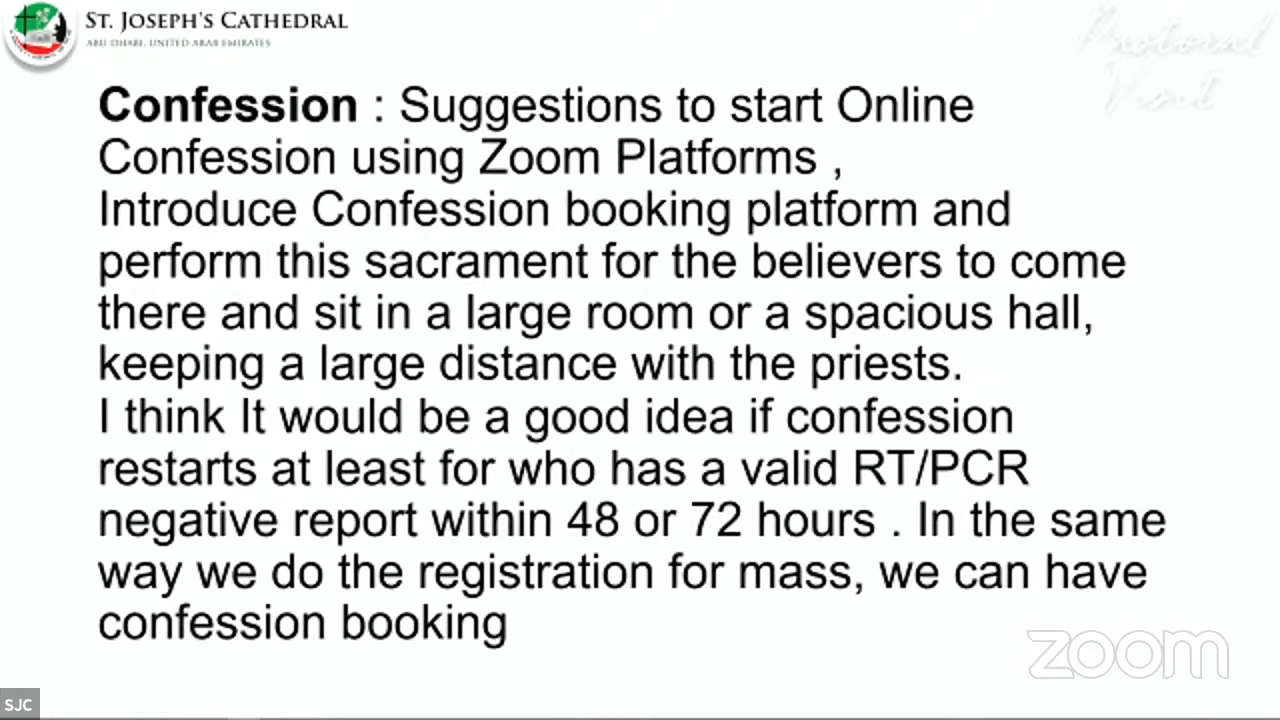 ST. JOSEPH'S CATHEDRAL
ABU DHABI, UNITED ARAB EMIRATES
Pastoral
Visit
Confession : Suggestions to start Online
Confession using Zoom Platforms ,
Introduce Confession booking platform and
perform this sacrament for the believers to come
there and sit in a large room or a spacious hall,
keeping a large distance with the priests.
I think It would be a good idea if confession
restarts at least for who has a valid RT/PCR
negative report within 48 or 72 hours . In the same
way we do the registration for mass, we can have
confession booking
zoom
SJC